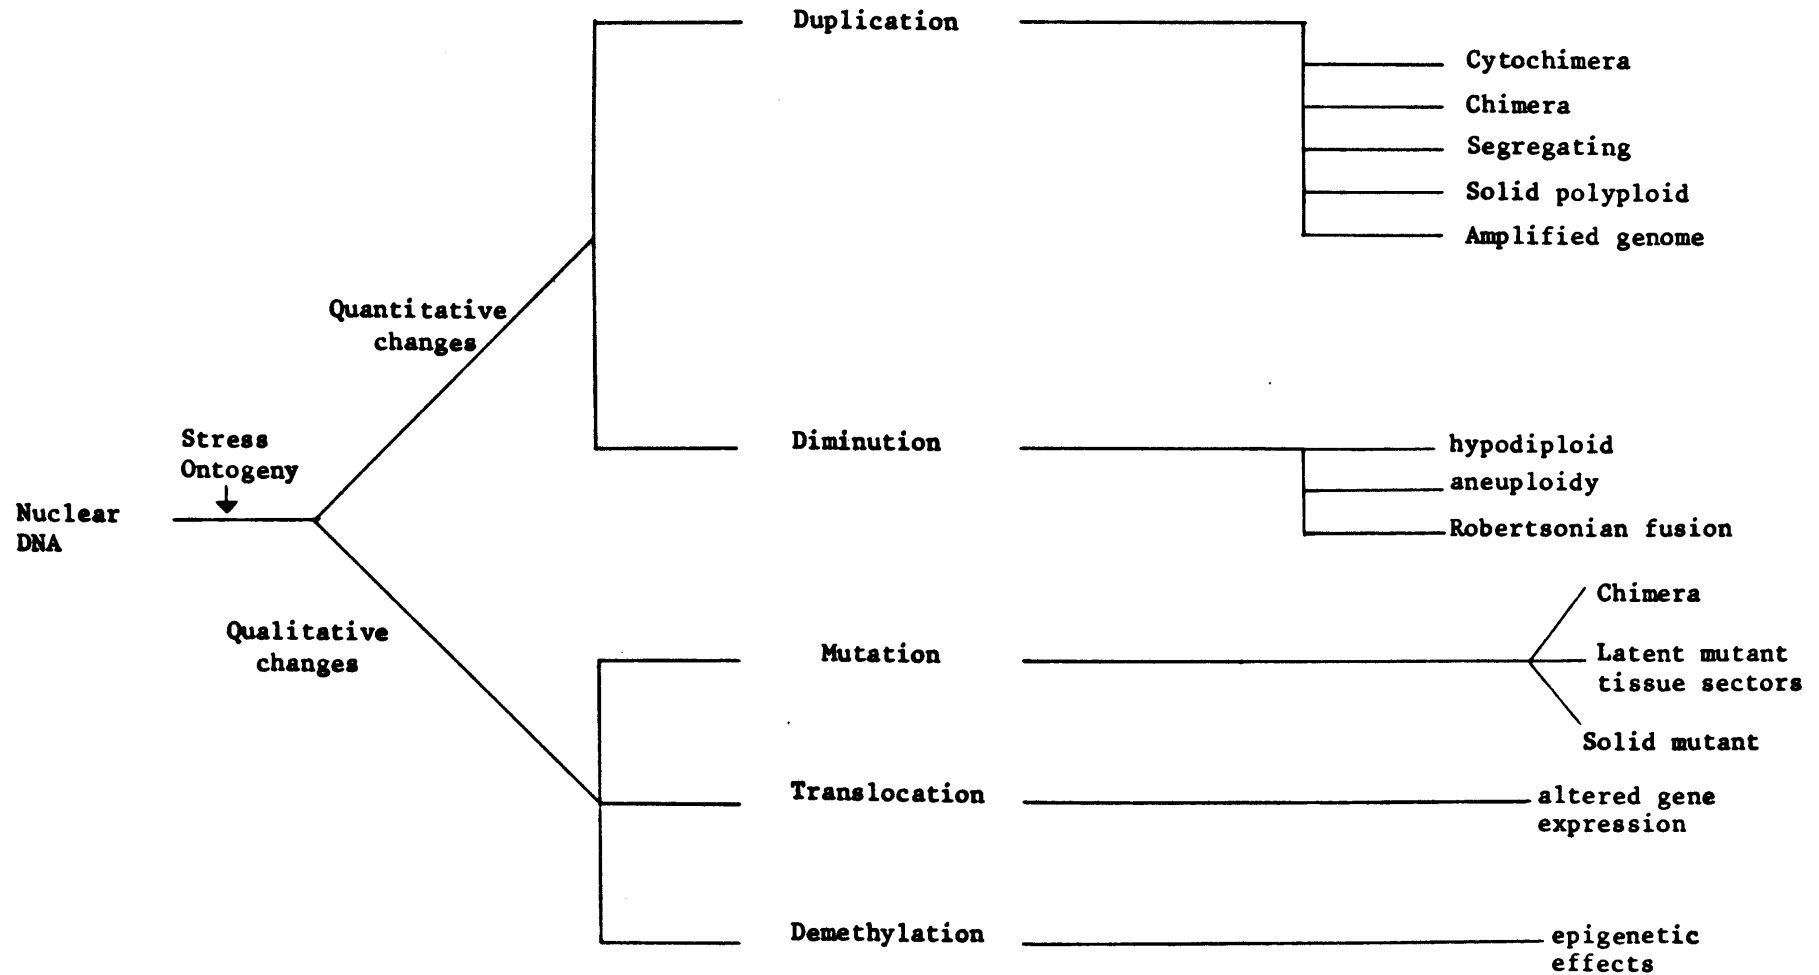 Duplication
Cytochimera
Chimera
Segregating
Solid polyploid
Amplified genome
Quantitative
changes
Stress
Ontogeny
Nuclear
DNA
Diminution
hypodiploid
aneuploidy
Robertsonian fusion
Qualitative
changes
Mutation
Chimera
Latent mutant
tissue sectors
Solid mutant
Translocation
altered gene
expression
Demethylation
epigenetic
effects